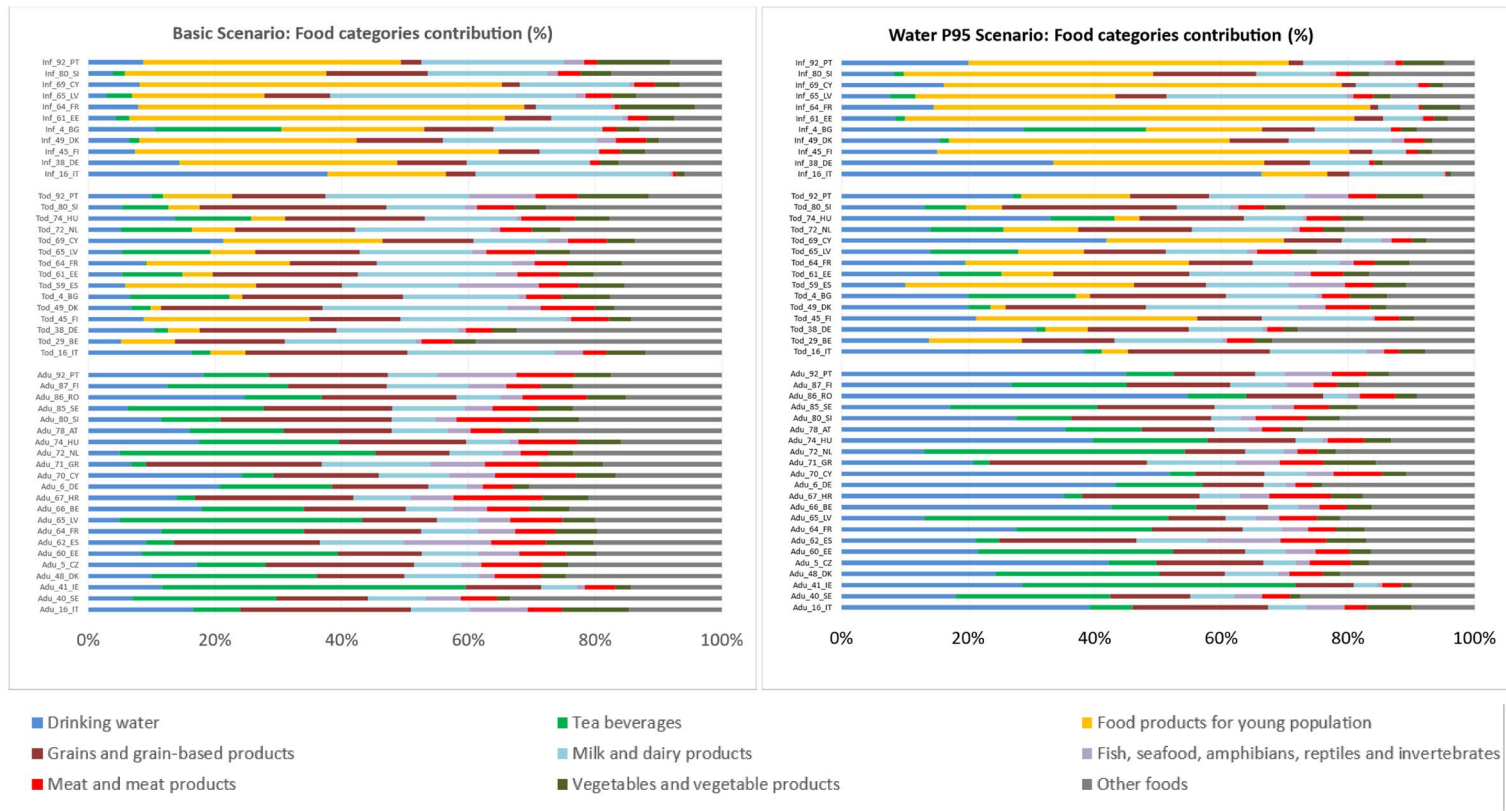 Basic Scenario: Food categories contribution (%)
Inf_92_PT
Inf_80_SI
Inf_69_CY
Inf_65_LV
Inf_64_FR
Inf_61_EE
Inf_4_BG
Inf_49_DK
Inf_45_FI
Inf_38_DE
Inf_16_IT
Tod_92_PT
Tod_80_SI
Tod_74_HU
Tod_72_NL
Tod_69_CY
Tod_65_LV
Tod_64_FR
Tod_61_EE
Tod_59_ES
Tod_4_BG
Tod_49_DK
Tod_45_FI
Tod_38_DE
Tod_29_BE
Tod_16_IT
Adu_92_PT
Adu_87_FI
Adu_86_RO
Adu_85_SE
Adu_80_SI
Adu_78_AT
Adu_74_HU
Adu_72_NL
Adu_71_GR
Adu_70_CY
Adu_6_DE
Adu_67_HR
Adu_66_BE
Adu_65_LV
Adu_64_FR
Adu_62_ES
Adu_60_EE
Adu_5_CZ
Adu_48_DK
Adu_41_IE
Adu_40_SE
Adu_16_IT
0% 20% 40% 60% 80% 100%
Water P95 Scenario: Food categories contribution (%)
Inf_92_PT
Inf_80_SI
Inf_69_CY
Inf_65_LV
Inf_64_FR
Inf_61_EE
Inf_4_BG
Inf_49_DK
Inf_45_FI
Inf_38_DE
Inf_16_IT
Tod_92_PT
Tod_80_SI
Tod_74_HU
Tod_72_NL
Tod_69_CY
Tod_65_LV
Tod_64_FR
Tod_61_EE
Tod_59_ES
Tod_4_BG
Tod_49_DK
Tod_45_FI
Tod_38_DE
Tod_29_BE
Tod_16_IT
Adu_92_PT
Adu_87_FI
Adu_86_RO
Adu_85_SE
Adu_80_SI
Adu_78_AT
Adu_74_HU
Adu_72_NL
Adu_71_GR
Adu_70_CY
Adu_6_DE
Adu_67_HR
Adu_66_BE
Adu_65_LV
Adu_64_FR
Adu_62_ES
Adu_60_EE
Adu_5_CZ
Adu_48_DK
Adu_41_IE
Adu_40_SE
Adu_16_IT
0% 20% 40% 60% 80% 100%
Drinking water
Tea beverages
Food products for young population
Grains and grain-based products
Milk and dairy products
Fish, seafood, amphibians, reptiles and invertebrates
Meat and meat products
Vegetables and vegetable products
Other foods